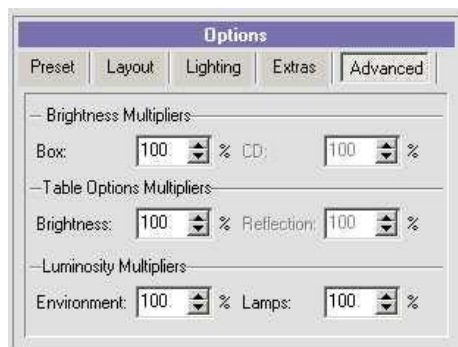 Options
Preset Layout Lighting Extras Advanced
Brightness Multipliers
Box: 100 % CD: 100 %
Table Options Multipliers
Brightness: 100 % Reflection: 100 %
Luminosity Multipliers
Environment: 100 % Lamps: 100 %